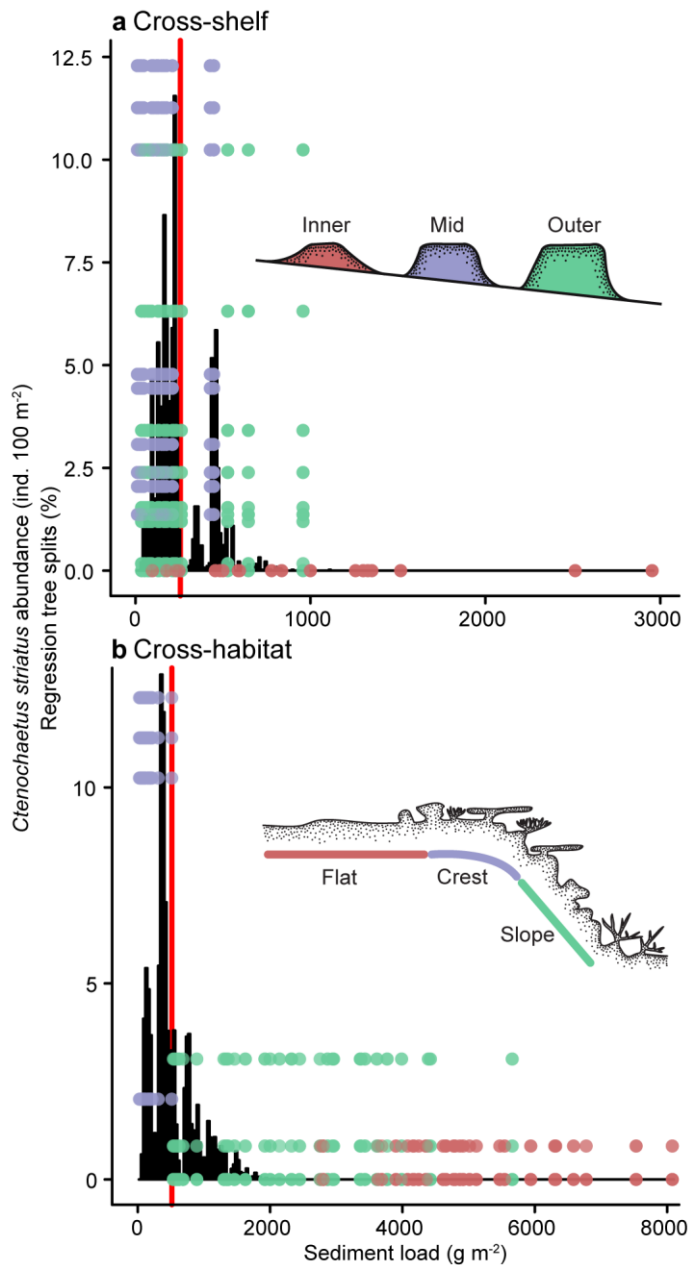 a Cross-shelf
12.5
10.0
7.5
5.0
2.5
0.0
Inner Mid Outer
0 1000 2000 3000
Ctenochaetus striatus abundance (ind. 100 m-2)
Regression tree splits (%)
b Cross-habitat
10
5
0
Flat Crest
Slope
0 2000 4000 6000 8000
Sediment load (g m-2)